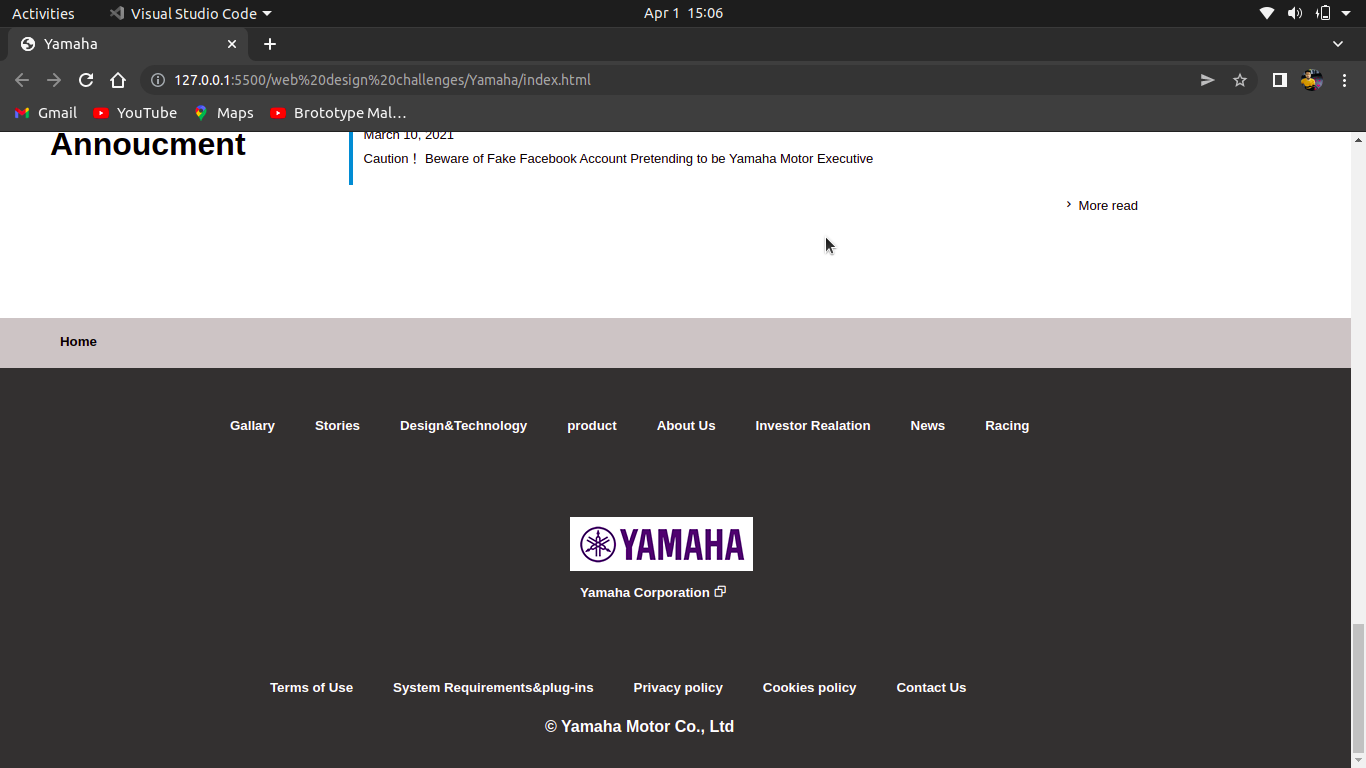 Activities Visual Studio Code Apr 1 15:06
Yamaha
127.0.0.1:5500/web%20design%20challenges/Yamaha/index.html
Gmail YouTube Maps Brototype Mal…
March 10, 2021
Annoucment
Caution！ Beware of Fake Facebook Account Pretending to be Yamaha Motor Executive
More read
Home
Gallary Stories Design&Technology product About Us Investor Realation News Racing
YAMAHA
Yamaha Corporation
Terms of Use System Requirements&plug-ins Privacy policy Cookies policy Contact Us
© Yamaha Motor Co., Ltd